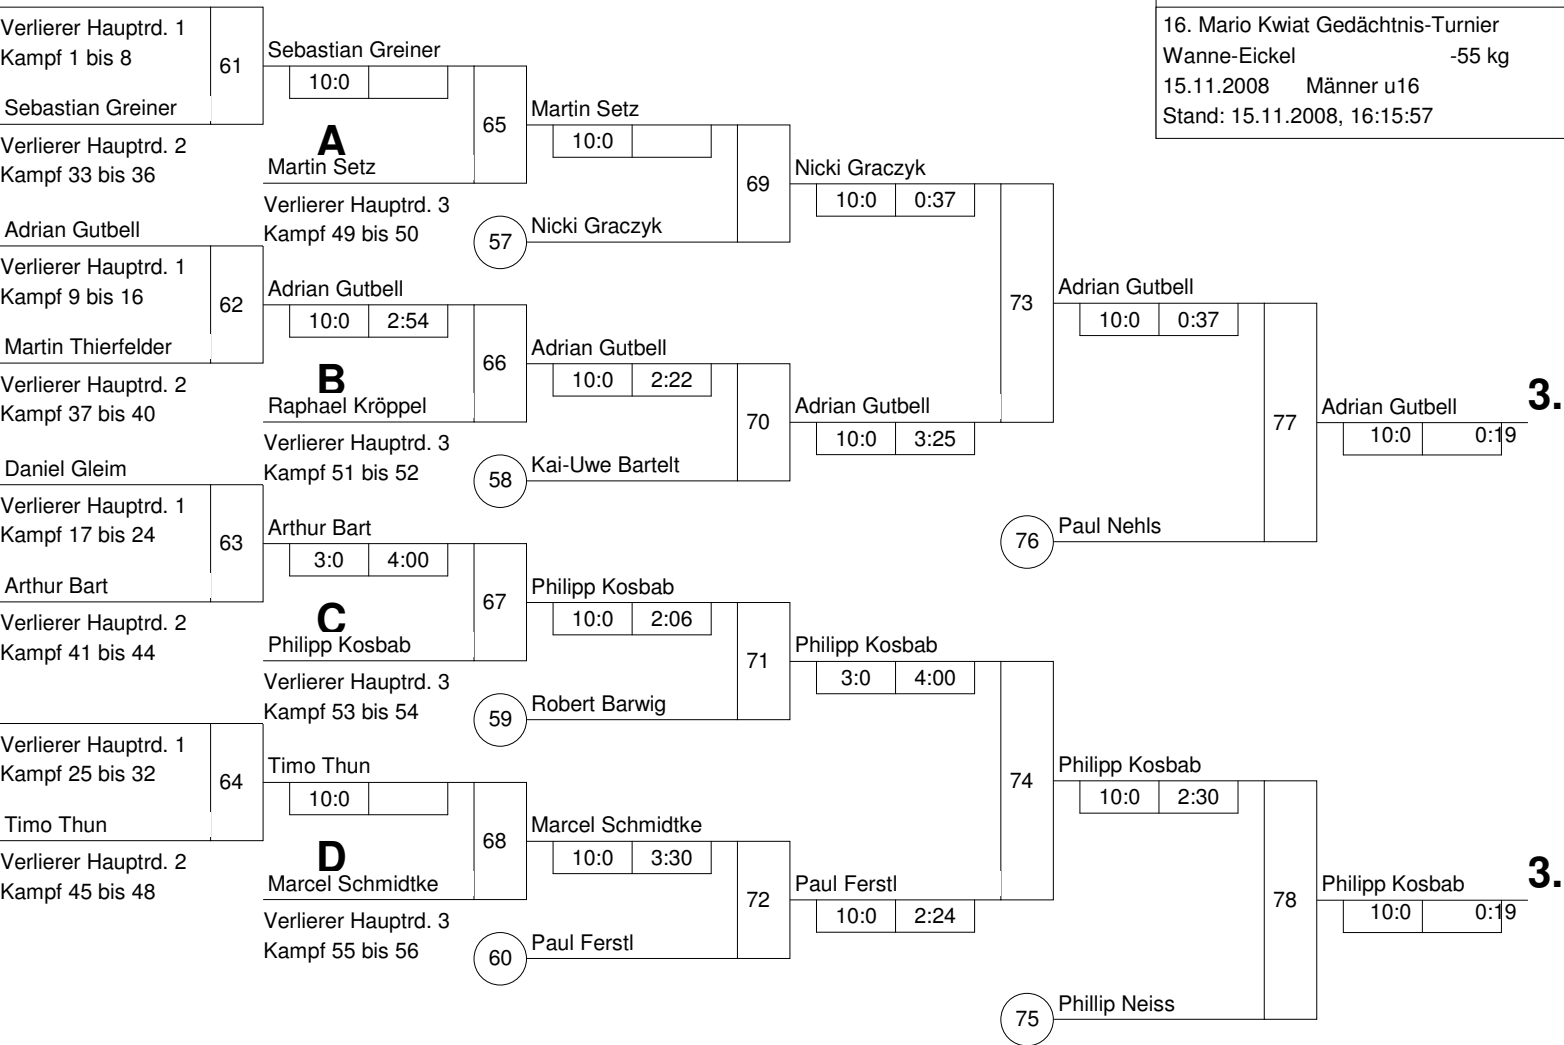 16. Mario Kwiat Gedächtnis-Turnier
Wanne-Eickel -55 kg
15.11.2008 Männer u16
Stand: 15.11.2008, 16:15:57
Verlierer Hauptrd. 1
Kampf 1 bis 8
61
Sebastian Greiner
Verlierer Hauptrd. 2
Kampf 33 bis 36
Adrian Gutbell
Verlierer Hauptrd. 1
Kampf 9 bis 16
62
Martin Thierfelder
Verlierer Hauptrd. 2
Kampf 37 bis 40
Daniel Gleim
Verlierer Hauptrd. 1
Kampf 17 bis 24
63
Arthur Bart
Verlierer Hauptrd. 2
Kampf 41 bis 44
Verlierer Hauptrd. 1
Kampf 25 bis 32
64
Timo Thun
Verlierer Hauptrd. 2
Kampf 45 bis 48
Sebastian Greiner
10:0
A
65
Martin Setz
Verlierer Hauptrd. 3
Kampf 49 bis 50
Adrian Gutbell
10:0 2:54
B
66
Raphael Kröppel
Verlierer Hauptrd. 3
Kampf 51 bis 52
Arthur Bart
3:0 4:00
C
67
Philipp Kosbab
Verlierer Hauptrd. 3
Kampf 53 bis 54
Timo Thun
10:0
D
68
Marcel Schmidtke
Verlierer Hauptrd. 3
Kampf 55 bis 56
Martin Setz
10:0
69
57 Nicki Graczyk
Adrian Gutbell
10:0 2:22
70
58 Kai-Uwe Bartelt
Philipp Kosbab
10:0 2:06
71
59 Robert Barwig
Marcel Schmidtke
10:0 3:30
72
60 Paul Ferstl
Nicki Graczyk
10:0 0:37
73
Adrian Gutbell
10:0 3:25
Philipp Kosbab
3:0 4:00
74
Paul Ferstl
10:0 2:24
Adrian Gutbell
10:0 0:37
77
76 Paul Nehls
Philipp Kosbab
10:0 2:30
78
75 Phillip Neiss
Adrian Gutbell 3.
10:0 0:19
Philipp Kosbab 3.
10:0 0:19